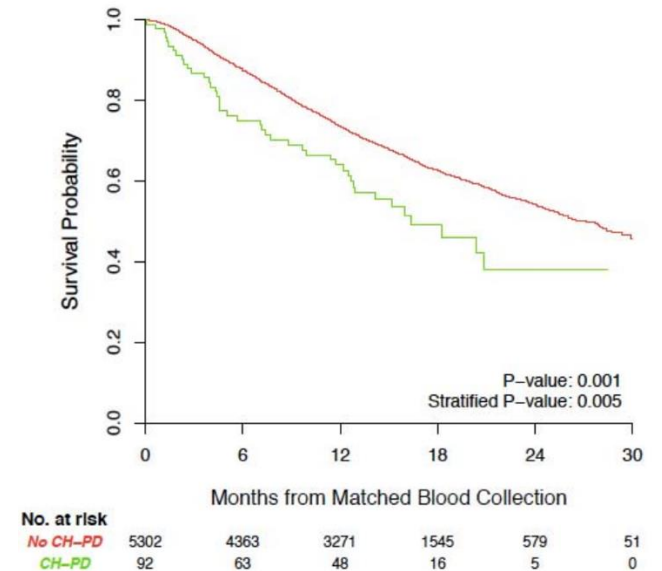 1.0
0.8
0.6
0.4
0.2
0.0
Survival Probability
P-value: 0.001
Stratified P-value: 0.005
0 6 12 18 24 30
Months from Matched Blood Collection
No. at risk
No CH-PD 5302 4363 3271 1545 579 51
CH-PD 92 63 48 16 5 0